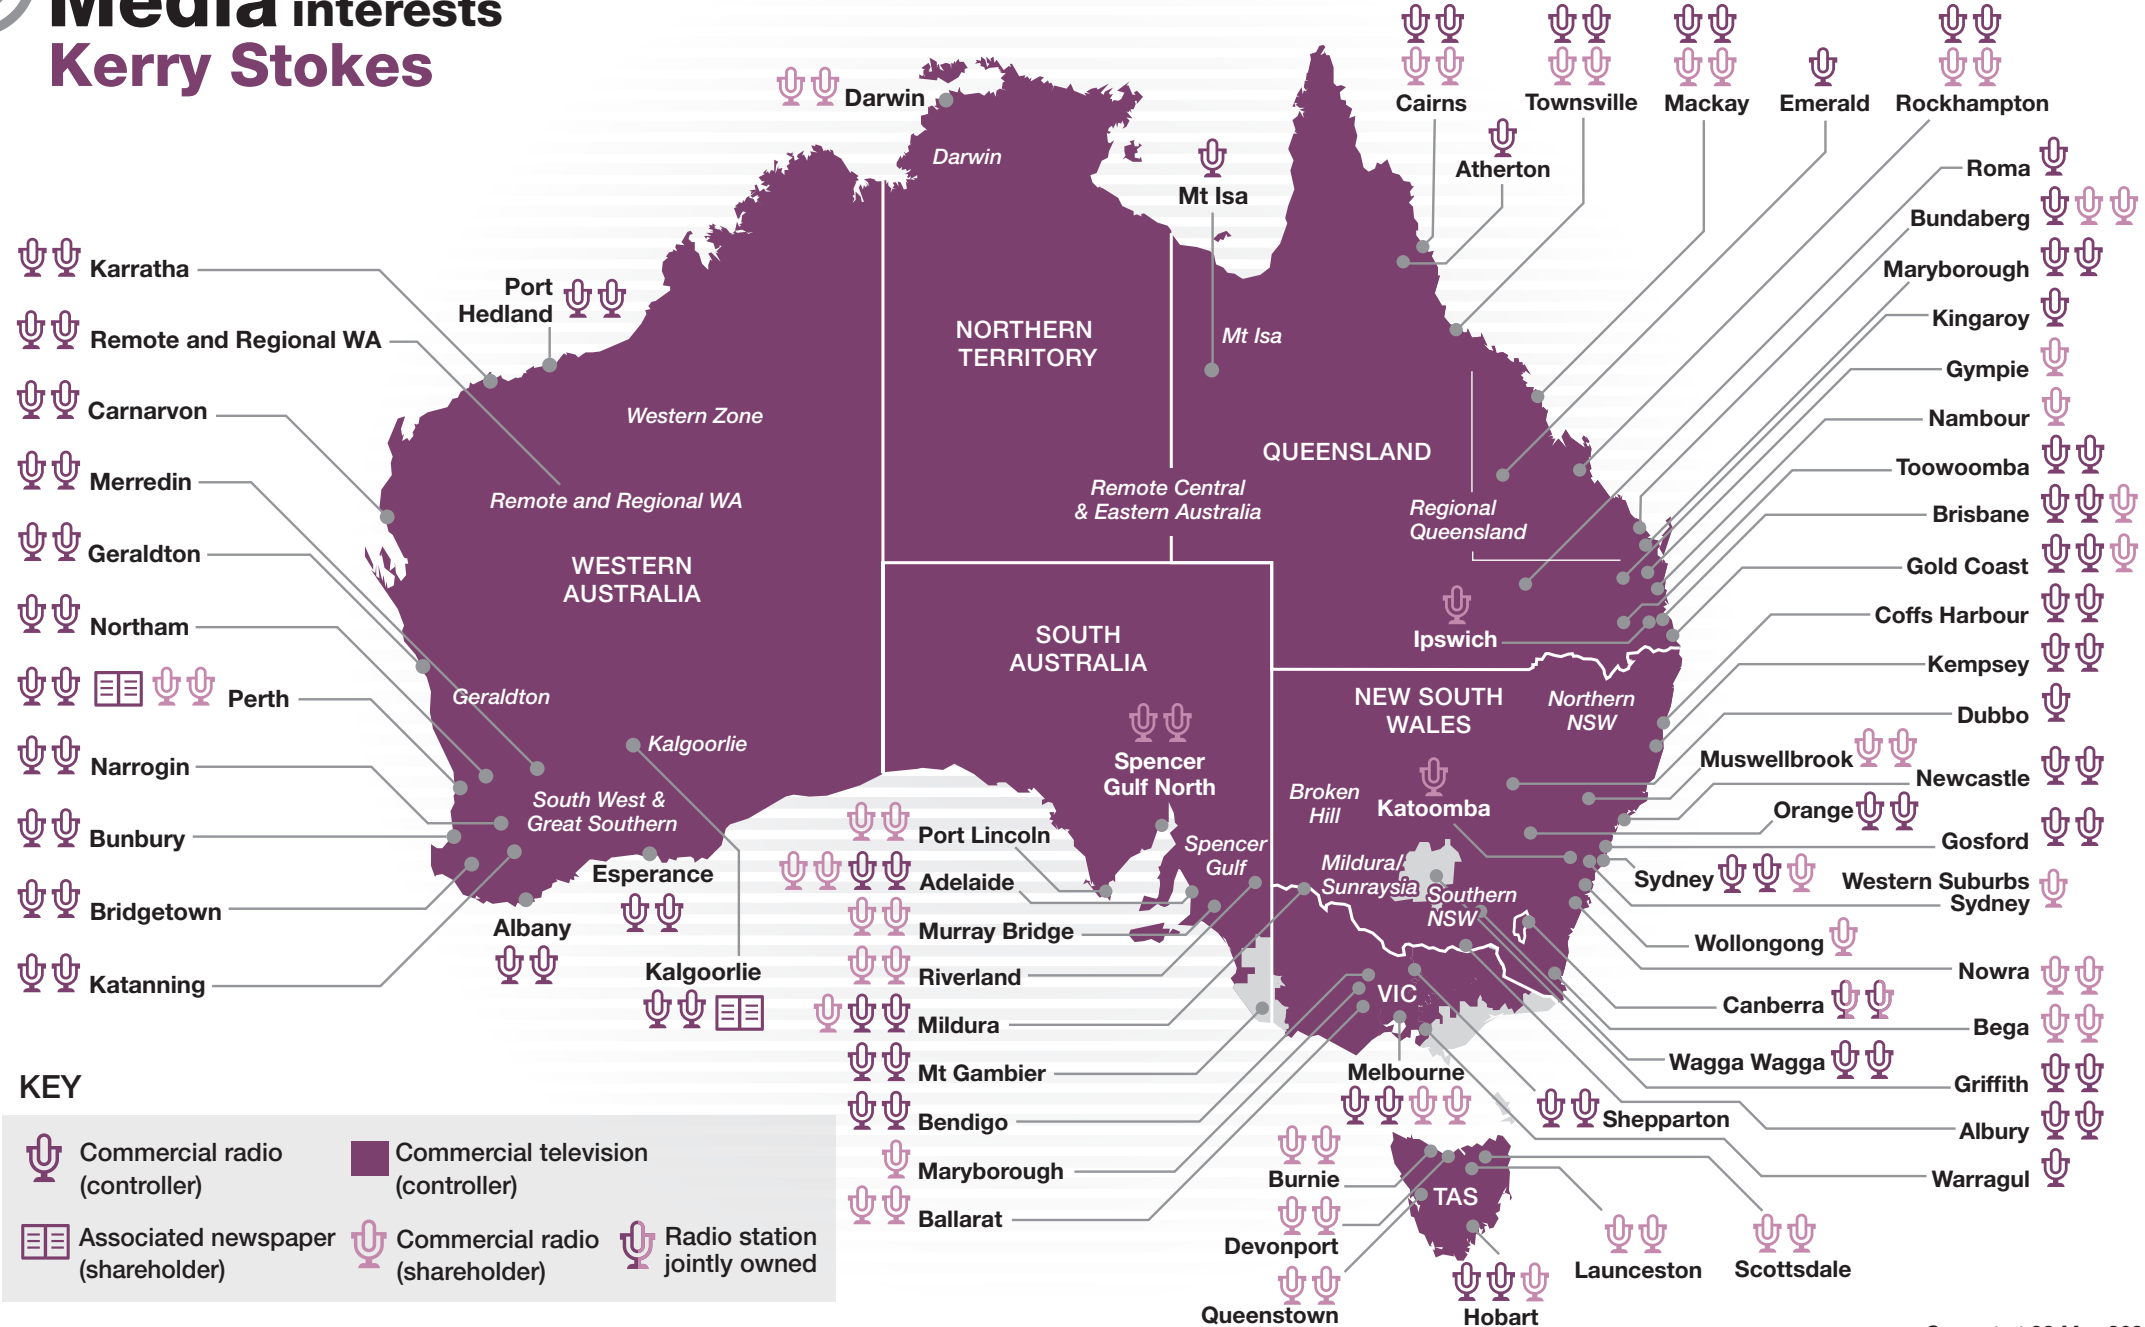 Media interests
Kerry Stokes
Cairns
Townsville
Mackay
Emerald
Rockhampton
Darwin
Darwin
Atherton
Mt Isa
Roma
Bundaberg
Maryborough
Kingaroy
Gympie
Nambour
Toowoomba
Brisbane
Gold Coast
Coffs Harbour
Kempsey
Dubbo
Muswellbrook
Newcastle
Orange
Gosford
Sydney
Western Suburbs
Sydney
Wollongong
Nowra
Canberra
Bega
Wagga Wagga
Griffith
Albury
Warragul
Karratha
Port
Hedland
Remote and Regional WA
Carnarvon
Merredin
Geraldton
Northam
Perth
Narrogin
Bunbury
Bridgetown
Katanning
Western Zone
Remote and Regional WA
WESTERN
AUSTRALIA
Geraldton
Kalgoorlie
South West &
Great Southern
Esperance
Albany
Kalgoorlie
NORTHERN
TERRITORY
Mt Isa
QUEENSLAND
Remote Central
& Eastern Australia
Regional
Queensland
Ipswich
SOUTH
AUSTRALIA
Spencer
Gulf North
NEW SOUTH
WALES
Northern
NSW
Broken
Hill
Katoomba
Spencer
Gulf
Mildura/
Sunraysia
Southern
NSW
Port Lincoln
Adelaide
Murray Bridge
Riverland
Mildura
Mt Gambier
Bendigo
Maryborough
Ballarat
VIC
Melbourne
Shepparton
Burnie
Devonport
Queenstown
TAS
Launceston
Scottsdale
Hobart
KEY
Commercial radio
(controller)
Commercial television
(controller)
Associated newspaper
(shareholder)
Commercial radio
(shareholder)
Radio station
jointly owned